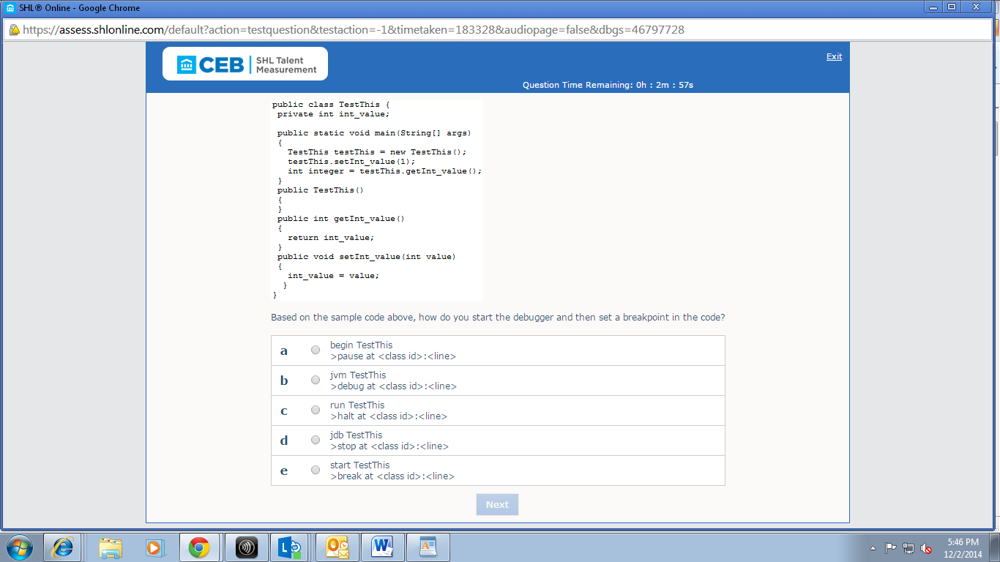 SHL® Online - Google Chrome
https://assess.shlonline.com/default?action=testquestion&testaction=-1&timetaken=183328&audiopage=false&dbgs=46797728
CEB SHL Talent
Measurement
Exit
Question Time Remaining: 0h : 2m : 57s
public class TestThis {
private int int_value;
public static void main(String[] args)
{
TestThis testThis = new TestThis();
testThis.setInt_value(1);
int integer = testThis.getInt_value();
}
public TestThis()
{
}
public int getInt_value()
{
return int_value;
}
public void setInt_value(int value)
{
int_value = value;
}
}
Based on the sample code above, how do you start the debugger and then set a breakpoint in the code?
a
begin TestThis
>pause at <class id>:<line>
b
jvm TestThis
>debug at <class id>:<line>
c
run TestThis
>halt at <class id>:<line>
d
jdb TestThis
>stop at <class id>:<line>
e
start TestThis
>break at <class id>:<line>
Next
5:46 PM
12/2/2014